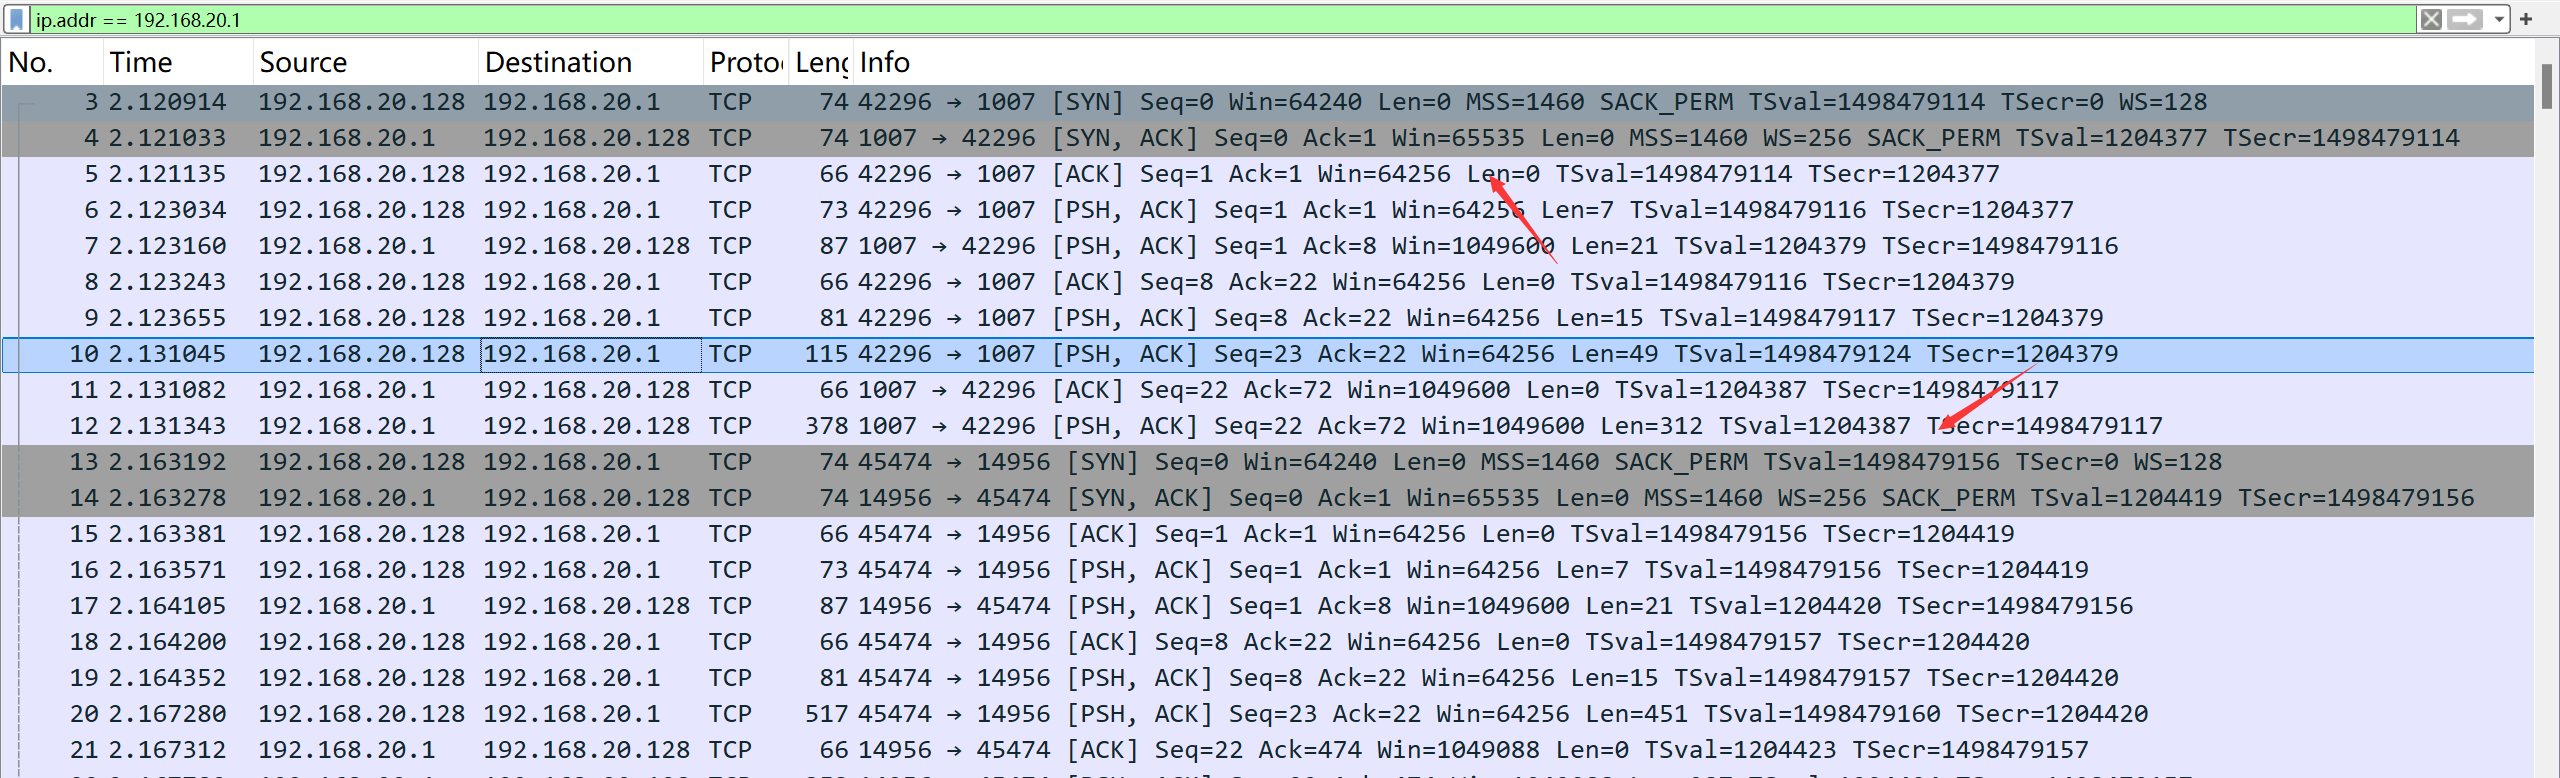 ip.addr == 192.168.20.1
No. Time Source Destination Proto Leng Info
3 2.120914 192.168.20.128 192.168.20.1 TCP 74 42296 → 1007 [SYN] Seq=0 Win=64240 Len=0 MSS=1460 SACK_PERM TSval=1498479114 TSecr=0 WS=128
4 2.121033 192.168.20.1 192.168.20.128 TCP 74 1007 → 42296 [SYN, ACK] Seq=0 Ack=1 Win=65535 Len=0 MSS=1460 WS=256 SACK_PERM TSval=1204377 TSecr=1498479114
5 2.121135 192.168.20.128 192.168.20.1 TCP 66 42296 → 1007 [ACK] Seq=1 Ack=1 Win=64256 Len=0 TSval=1498479114 TSecr=1204377
6 2.123034 192.168.20.128 192.168.20.1 TCP 73 42296 → 1007 [PSH, ACK] Seq=1 Ack=1 Win=64256 Len=7 TSval=1498479116 TSecr=1204377
7 2.123160 192.168.20.1 192.168.20.128 TCP 87 1007 → 42296 [PSH, ACK] Seq=1 Ack=8 Win=1049600 Len=21 TSval=1204379 TSecr=1498479116
8 2.123243 192.168.20.128 192.168.20.1 TCP 66 42296 → 1007 [ACK] Seq=8 Ack=22 Win=64256 Len=0 TSval=1498479116 TSecr=1204379
9 2.123655 192.168.20.128 192.168.20.1 TCP 81 42296 → 1007 [PSH, ACK] Seq=8 Ack=22 Win=64256 Len=15 TSval=1498479117 TSecr=1204379
10 2.131045 192.168.20.128 192.168.20.1 TCP 115 42296 → 1007 [PSH, ACK] Seq=23 Ack=22 Win=64256 Len=49 TSval=1498479124 TSecr=1204379
11 2.131082 192.168.20.1 192.168.20.128 TCP 66 1007 → 42296 [ACK] Seq=22 Ack=72 Win=1049600 Len=0 TSval=1204387 TSecr=1498479117
12 2.131343 192.168.20.1 192.168.20.128 TCP 378 1007 → 42296 [PSH, ACK] Seq=22 Ack=72 Win=1049600 Len=312 TSval=1204387 TSecr=1498479117
13 2.163192 192.168.20.128 192.168.20.1 TCP 74 45474 → 14956 [SYN] Seq=0 Win=64240 Len=0 MSS=1460 SACK_PERM TSval=1498479156 TSecr=0 WS=128
14 2.163278 192.168.20.1 192.168.20.128 TCP 74 14956 → 45474 [SYN, ACK] Seq=0 Ack=1 Win=65535 Len=0 MSS=1460 WS=256 SACK_PERM TSval=1204419 TSecr=1498479156
15 2.163381 192.168.20.128 192.168.20.1 TCP 66 45474 → 14956 [ACK] Seq=1 Ack=1 Win=64256 Len=0 TSval=1498479156 TSecr=1204419
16 2.163571 192.168.20.128 192.168.20.1 TCP 73 45474 → 14956 [PSH, ACK] Seq=1 Ack=1 Win=64256 Len=7 TSval=1498479156 TSecr=1204419
17 2.164105 192.168.20.1 192.168.20.128 TCP 87 14956 → 45474 [PSH, ACK] Seq=1 Ack=8 Win=1049600 Len=21 TSval=1204420 TSecr=1498479156
18 2.164200 192.168.20.128 192.168.20.1 TCP 66 45474 → 14956 [ACK] Seq=8 Ack=22 Win=64256 Len=0 TSval=1498479157 TSecr=1204420
19 2.164352 192.168.20.128 192.168.20.1 TCP 81 45474 → 14956 [PSH, ACK] Seq=8 Ack=22 Win=64256 Len=15 TSval=1498479157 TSecr=1204420
20 2.167280 192.168.20.128 192.168.20.1 TCP 517 45474 → 14956 [PSH, ACK] Seq=23 Ack=22 Win=64256 Len=451 TSval=1498479160 TSecr=1204420
21 2.167312 192.168.20.1 192.168.20.128 TCP 66 14956 → 45474 [ACK] Seq=22 Ack=474 Win=1049088 Len=0 TSval=1204423 TSecr=1498479157